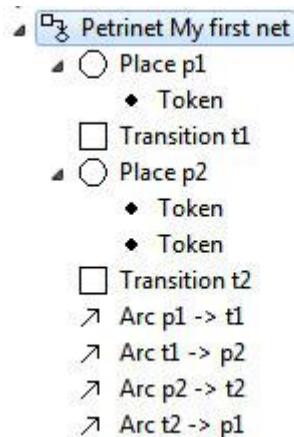 Petrinet My first net
Place p1
Token
Transition t1
Place p2
Token
Token
Transition t2
Arc p1 -> t1
Arc t1 -> p2
Arc p2 -> t2
Arc t2 -> p1